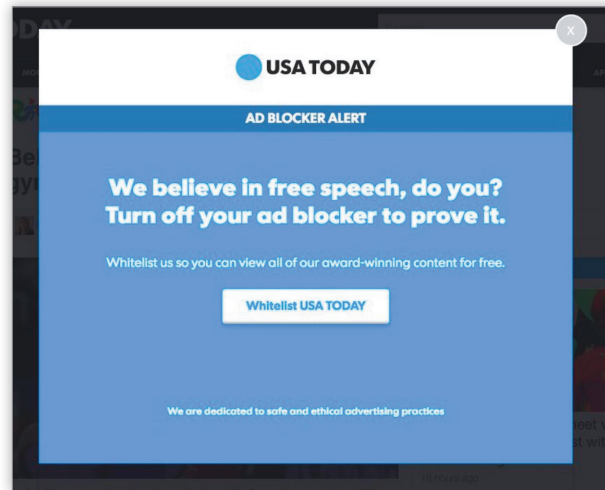 X
USA TODAY
AD BLOCKER ALERT
We believe in free speech, do you?
Turn off your ad blocker to prove it.
Whitelist us so you can view all of our award-winning content for free.
Whitelist USA TODAY
We are dedicated to safe and ethical advertising practices